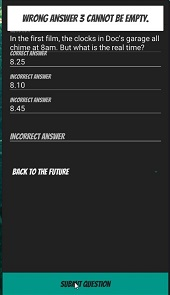 WRONG ANSWER 3 CANNOT BE EMPTY.
In the first film, the clocks in Doc's garage all
chime at 8am. But what is the real time?
CORRECT ANSWER
8.25
INCORRECT ANSWER
8.10
INCORRECT ANSWER
8.45
INCORRECT ANSWER
BACK TO THE FUTURE
SUBMIT QUESTION